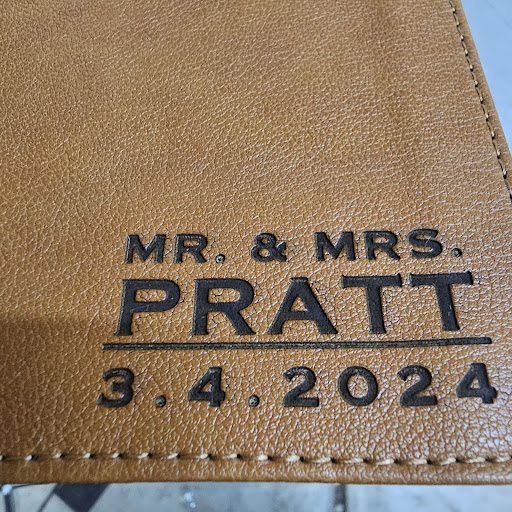 MR. & MRS.
PRATT
3.4.2024